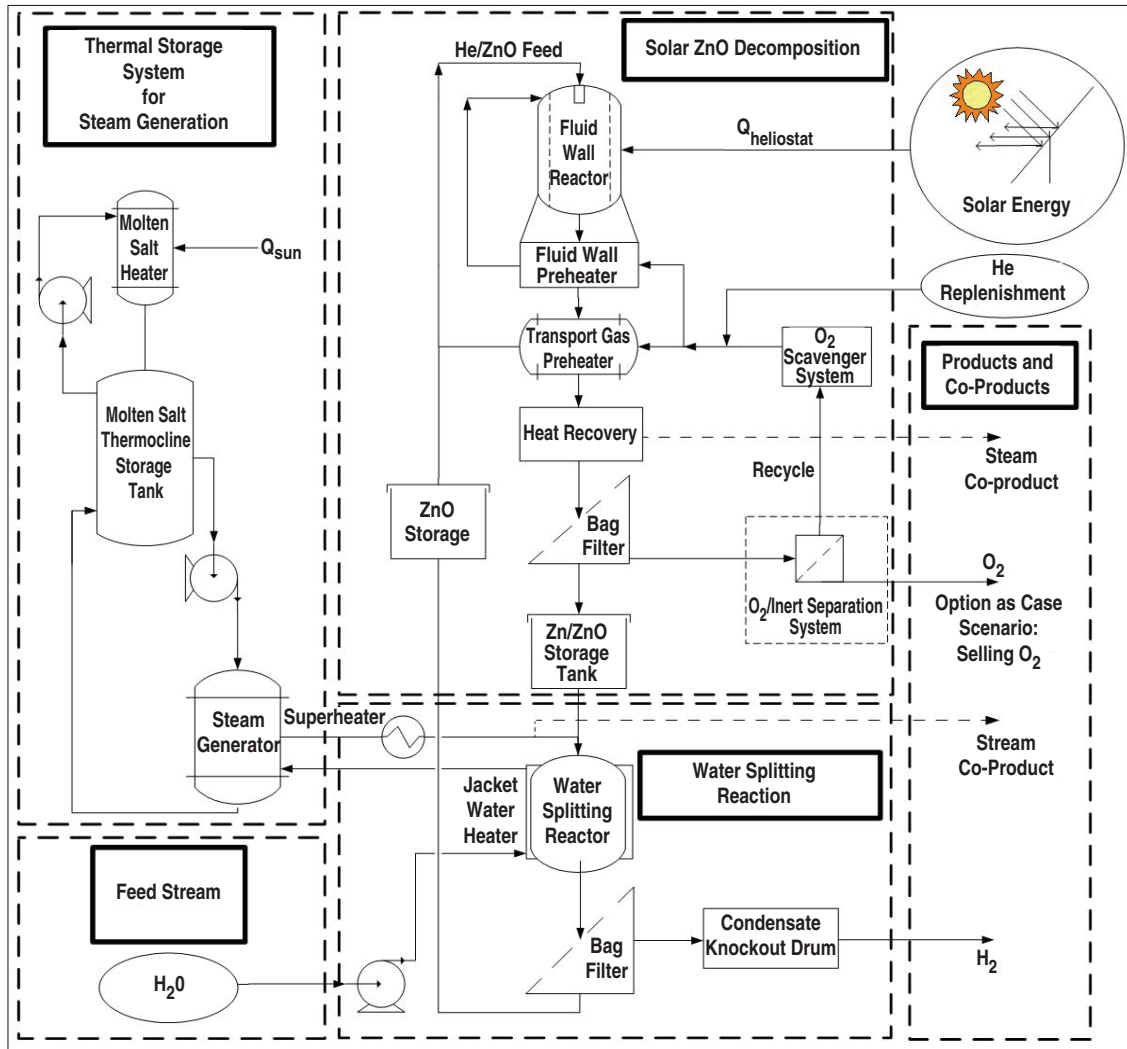 Thermal Storage
System
for
Steam Generation
Molten
Salt
Heater
Qsun
Molten Salt
Thermocline
Storage
Tank
Steam
Generator
Superheater
Feed Stream
H20
He/ZnO Feed
Solar ZnO Decomposition
Fluid
Wall
Reactor
Qheliostat
Solar Energy
Fluid Wall
Preheater
He
Replenishment
Transport Gas
Preheater
O2
Scavenger
System
Heat Recovery
Recycle
ZnO
Storage
Bag
Filter
O2/Inert Separation
System
Zn/ZnO
Storage
Tank
Products and
Co-Products
Steam
Co-product
O2
Option as Case
Scenario:
Selling O2
Stream
Co-Product
Jacket
Water
Heater
Water
Splitting
Reactor
Water Splitting
Reaction
Bag
Filter
Condensate
Knockout Drum
H2